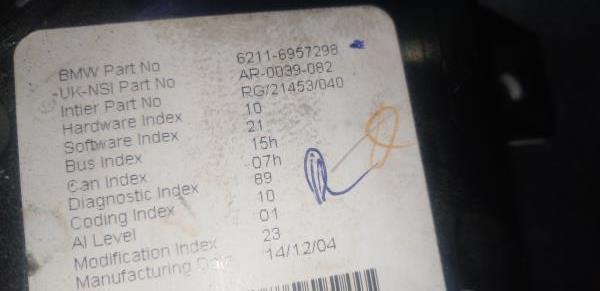 BMW Part No 6211-6957298
UK-NSI Part No AR-0039-082
Intier Part No RG/21453/040
Hardware Index 10
Software Index 21
Bus Index 15h
Can Index 07h
Diagnostic Index 89
Coding Index 10
AI Level 01
Modification Index 23
Manufacturing 14/12/04